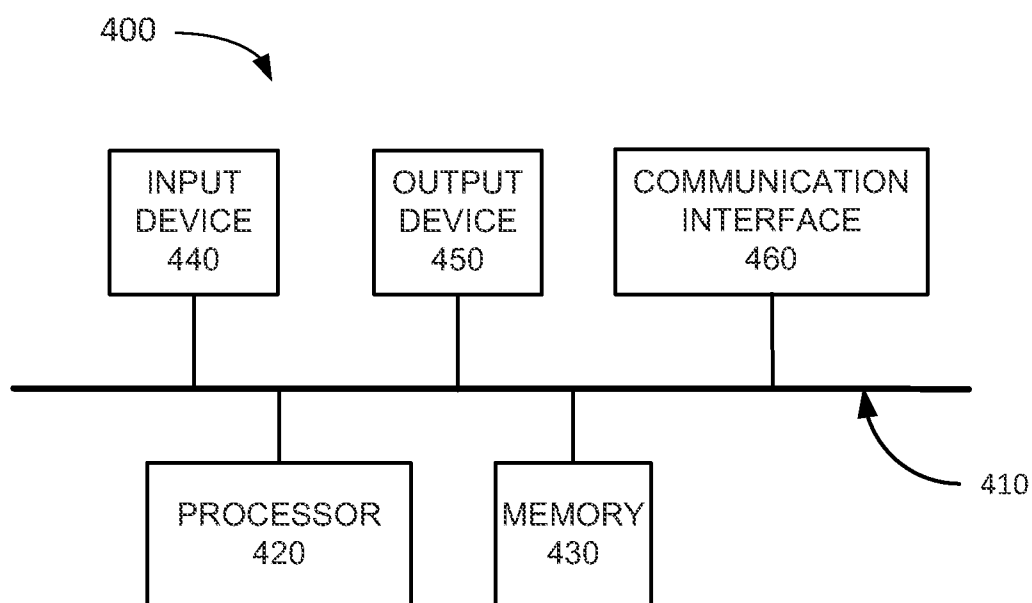 400
INPUT
DEVICE
440
OUTPUT
DEVICE
450
COMMUNICATION
INTERFACE
460
410
PROCESSOR
420
MEMORY
430